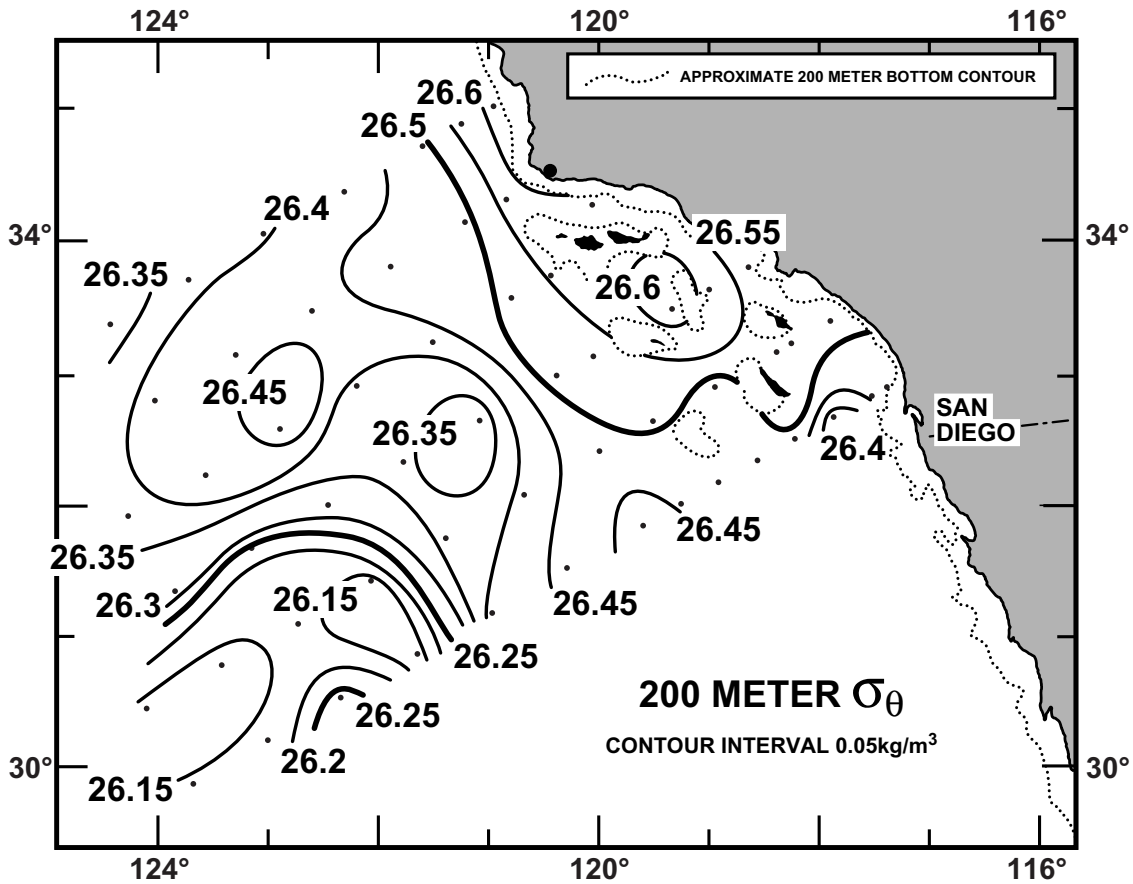 124° 120° 116°
APPROXIMATE 200 METER BOTTOM CONTOUR
26.6
26.5
26.4
26.55
34° 34°
26.35
26.6
26.45
26.35
SAN
DIEGO
26.4
26.45
26.35
26.3
26.15
26.45
26.25
200 METER σθ
26.25
CONTOUR INTERVAL 0.05kg/m³
26.2
30° 30°
26.15
124° 120° 116°